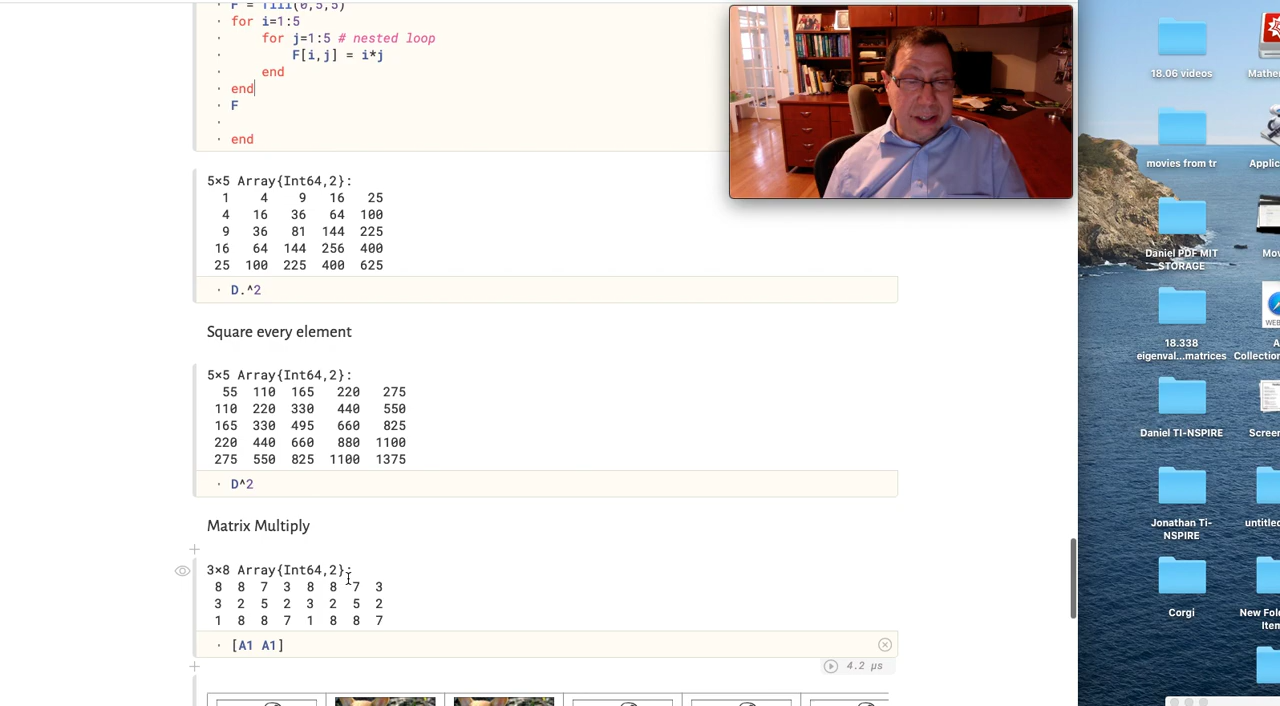 F = fill(0,5,5)
for i=1:5
for j=1:5 # nested loop
F[i,j] = i*j
end
end
F
end
5×5 Array{Int64,2}:
1 4 9 16 25
4 16 36 64 100
9 36 81 144 225
16 64 144 256 400
25 100 225 400 625
D.^2
Square every element
5×5 Array{Int64,2}:
55 110 165 220 275
110 220 330 440 550
165 330 495 660 825
220 440 660 880 1100
275 550 825 1100 1375
D^2
Matrix Multiply
3×8 Array{Int64,2}:
8 8 7 3 8 8 7 3
3 2 5 2 3 2 5 2
1 8 8 7 1 8 8 7
[A1 A1]
4.2 μs
18.06 videos
movies from tr
Daniel PDF MIT
STORAGE
18.338
eigenval...matrices
Daniel TI-NSPIRE
Jonathan Ti-
NSPIRE
Corgi
Mathe
Applic
Mov
WEB
A
Collection
Scree
untitle
New Fol
Item